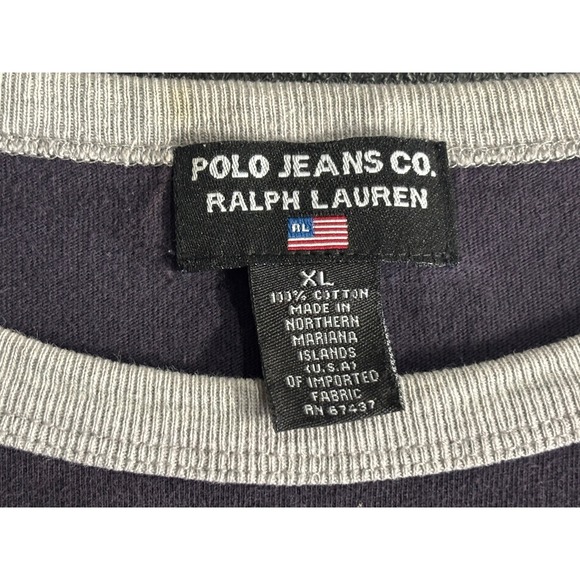 POLO JEANS CO.
RALPH LAUREN
RL
XL
100% COTTON
MADE IN
NORTHERN
MARIANA
ISLANDS
(U.S.A)
OF IMPORTED
FABRIC
RN 67437